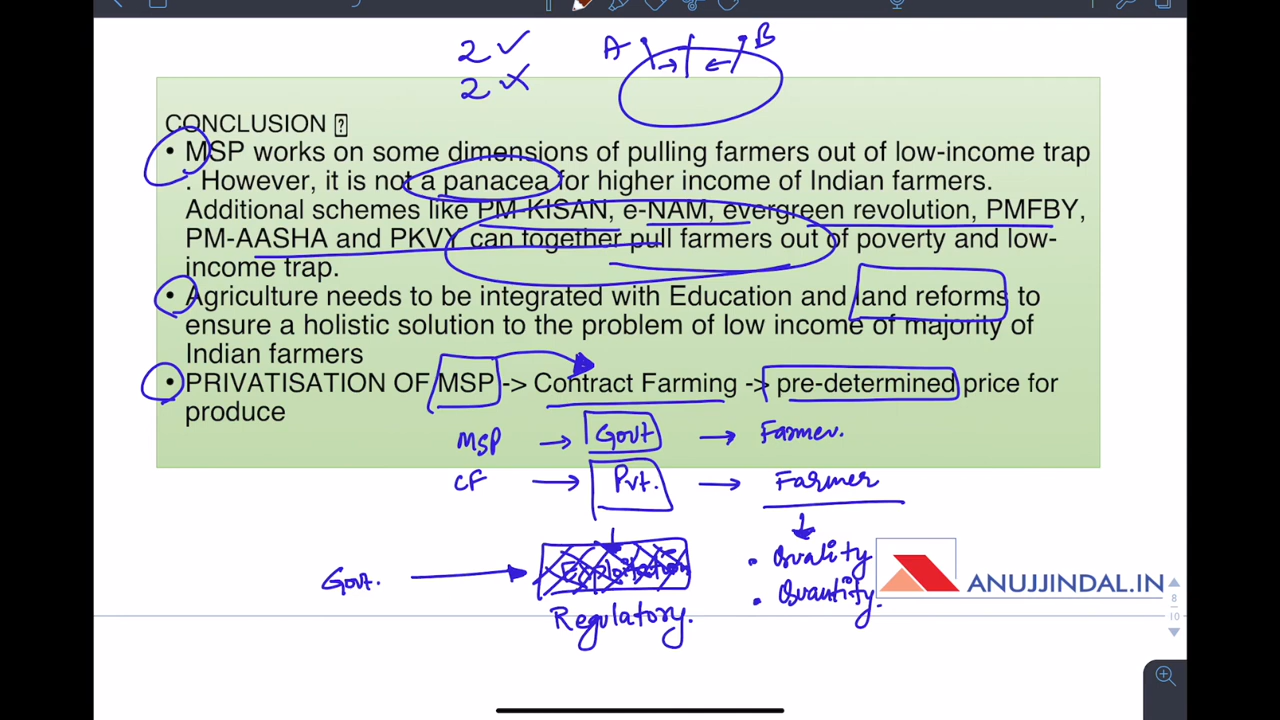 2 ✓
A B
2 ✗
CONCLUSION
• MSP works on some dimensions of pulling farmers out of low-income trap
. However, it is not a panacea for higher income of Indian farmers.
Additional schemes like PM-KISAN, e-NAM, evergreen revolution, PMFBY,
PM-AASHA and PKVY can together pull farmers out of poverty and low-
income trap.
• Agriculture needs to be integrated with Education and land reforms to
ensure a holistic solution to the problem of low income of majority of
Indian farmers
• PRIVATISATION OF MSP -> Contract Farming -> pre-determined price for
produce
MSP → Govt → Farmer.
CF → Pvt. → Farmer
• Quality
Govt. → Exploitation
• Quantity.
ANUJJINDAL.IN
Regulatory.
8
10